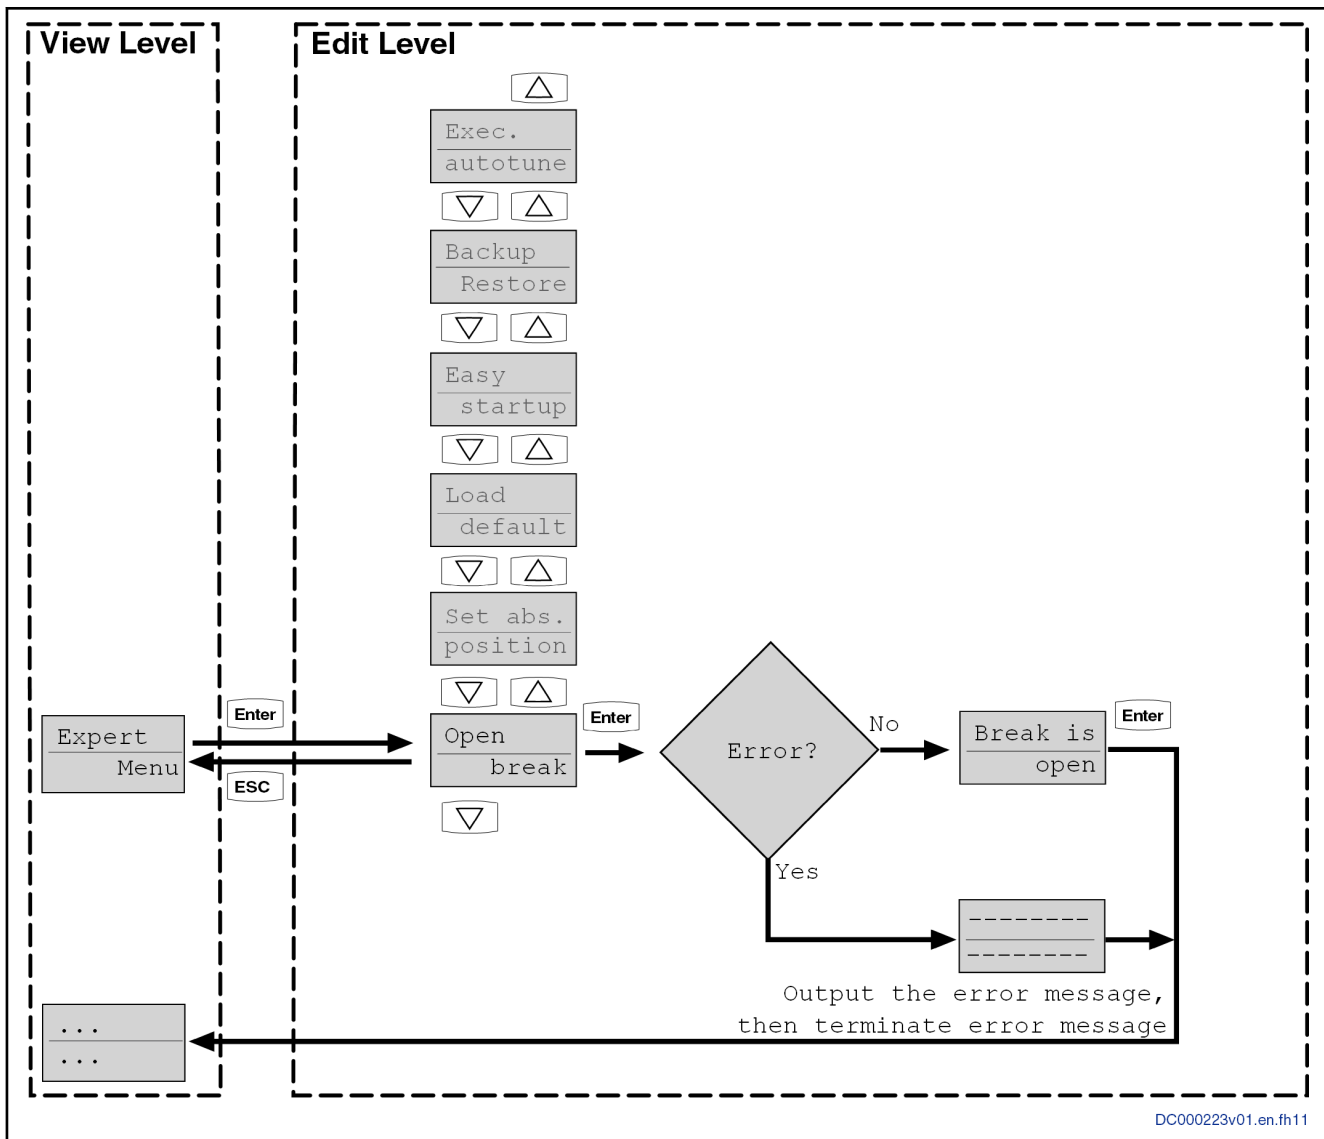 View Level
Edit Level
Exec.
autotune
Backup
Restore
Easy
startup
Load
default
Set abs.
position
Expert
Menu
Enter
ESC
Open
break
Enter
Error?
No
Yes
Break is
open
Enter
--------
--------
Output the error message,
then terminate error message
...
...
DC000223v01.en.fh11